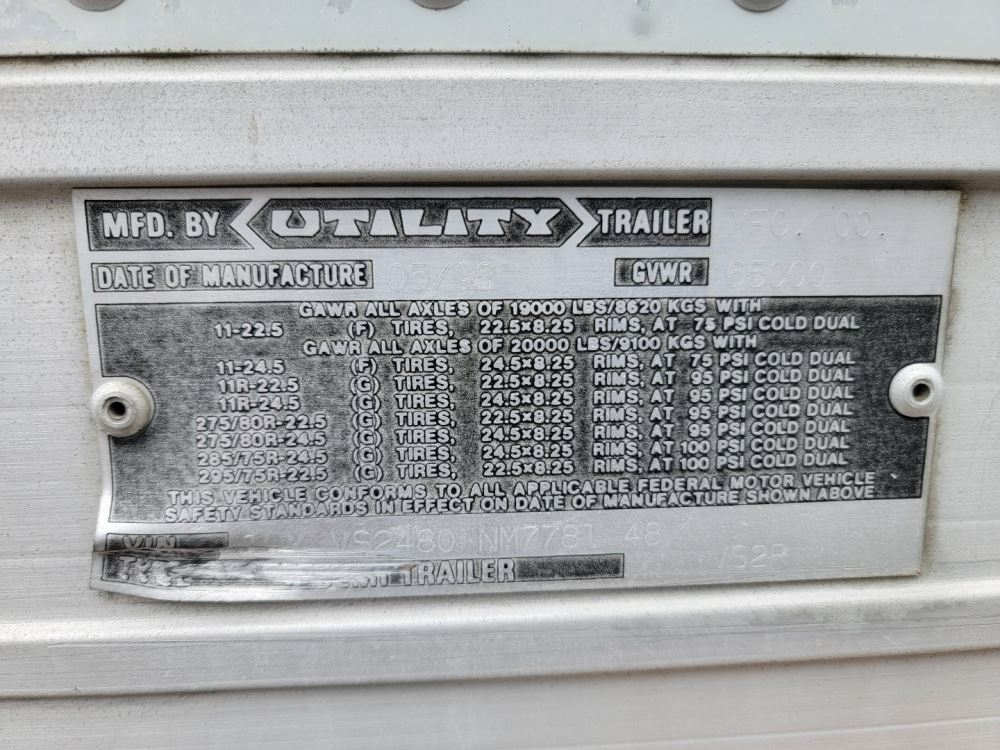 MFD. BY UTILITY TRAILER MFG. CO.
DATE OF MANUFACTURE GVWR 65000
GAWR ALL AXLES OF 19000 LBS/8620 KGS WITH
11-22.5 (F) TIRES, 22.5x8.25 RIMS, AT 75 PSI COLD DUAL
GAWR ALL AXLES OF 20000 LBS/9100 KGS WITH
11-24.5 (F) TIRES, 24.5x8.25 RIMS, AT 75 PSI COLD DUAL
11R-22.5 (G) TIRES, 22.5x8.25 RIMS, AT 95 PSI COLD DUAL
11R-24.5 (G) TIRES, 24.5x8.25 RIMS, AT 95 PSI COLD DUAL
275/80R-22.5 (G) TIRES, 22.5x8.25 RIMS, AT 95 PSI COLD DUAL
275/80R-24.5 (G) TIRES, 24.5x8.25 RIMS, AT 95 PSI COLD DUAL
285/75R-24.5 (G) TIRES, 24.5x8.25 RIMS, AT 100 PSI COLD DUAL
295/75R-22.5 (G) TIRES, 22.5x8.25 RIMS, AT 100 PSI COLD DUAL
THIS VEHICLE CONFORMS TO ALL APPLICABLE FEDERAL MOTOR VEHICLE
SAFETY STANDARDS IN EFFECT ON DATE OF MANUFACTURE SHOWN ABOVE
VIN VS2480 NM7781 48
TYPE SEMI TRAILER VS2R